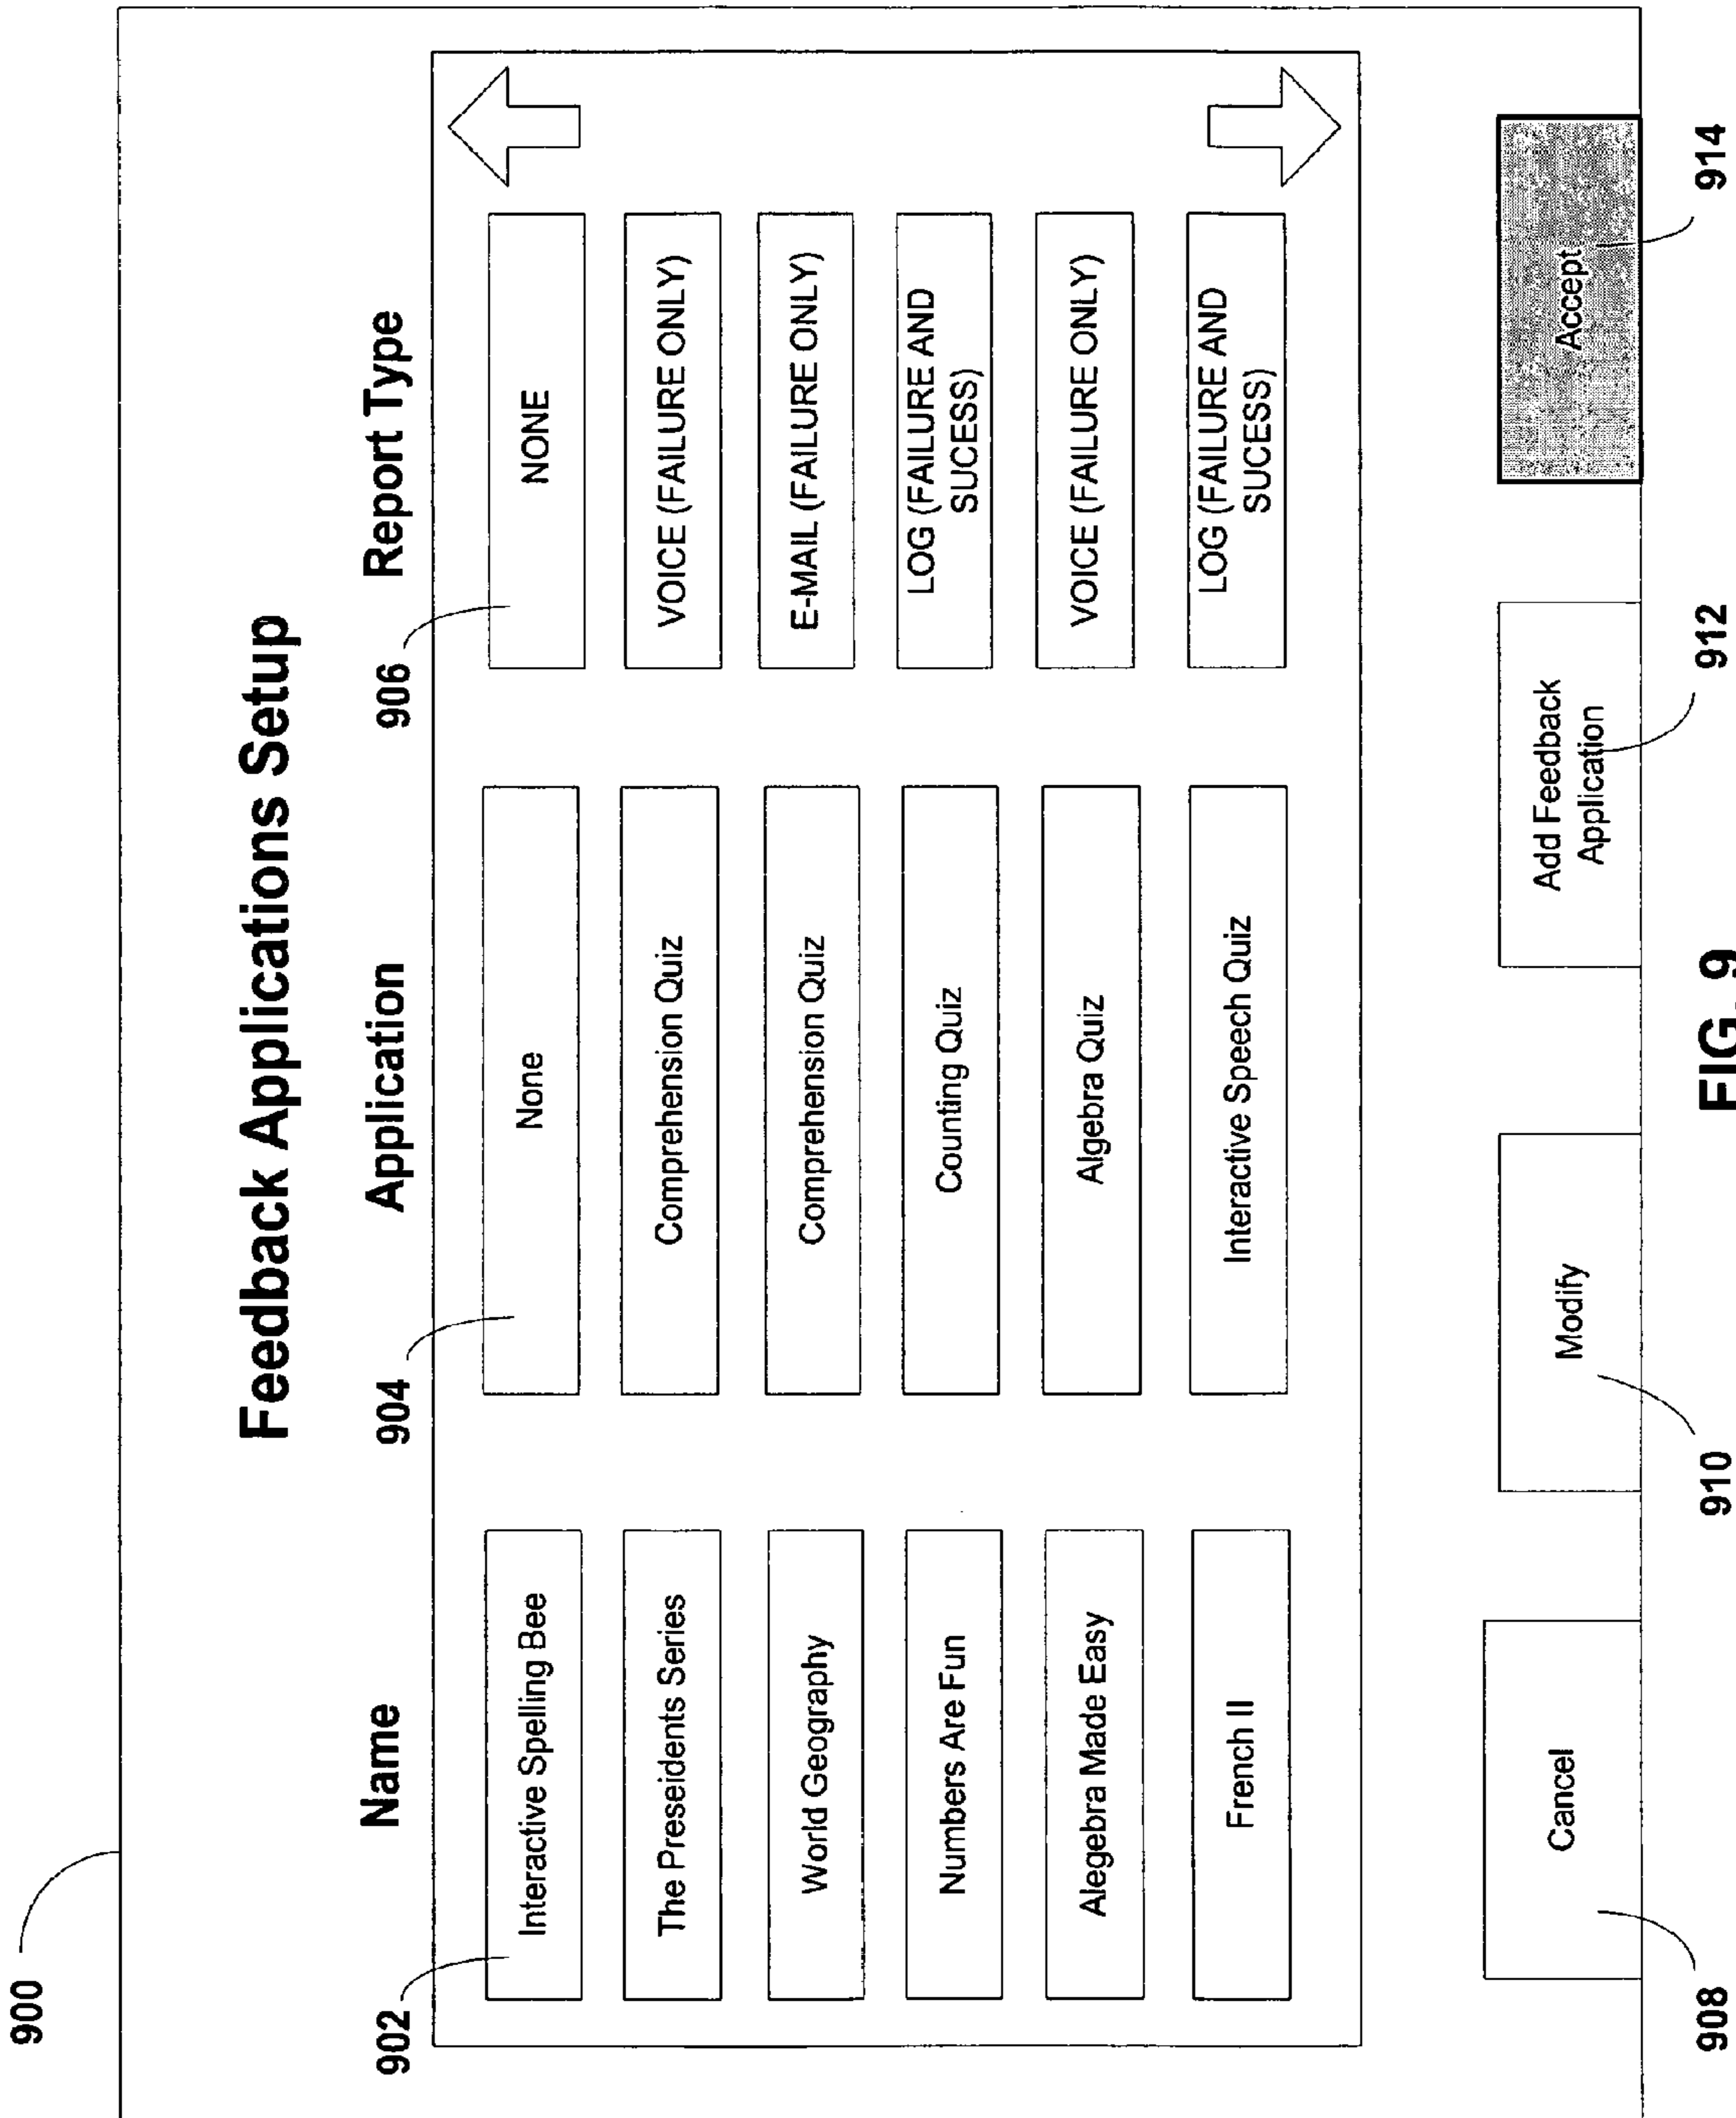 900
Feedback Applications Setup
Name
Application
Report Type
902
904
906
Interactive Spelling Bee
None
NONE
The Preseidents Series
Comprehension Quiz
VOICE (FAILURE ONLY)
World Geography
Comprehension Quiz
E-MAIL (FAILURE ONLY)
Numbers Are Fun
Counting Quiz
LOG (FAILURE AND
SUCESS)
Alegebra Made Easy
Algebra Quiz
VOICE (FAILURE ONLY)
French II
Interactive Speech Quiz
LOG (FAILURE AND
SUCESS)
Cancel
Modify
Add Feedback
Application
Accept
908
910
912
914
FIG. 9